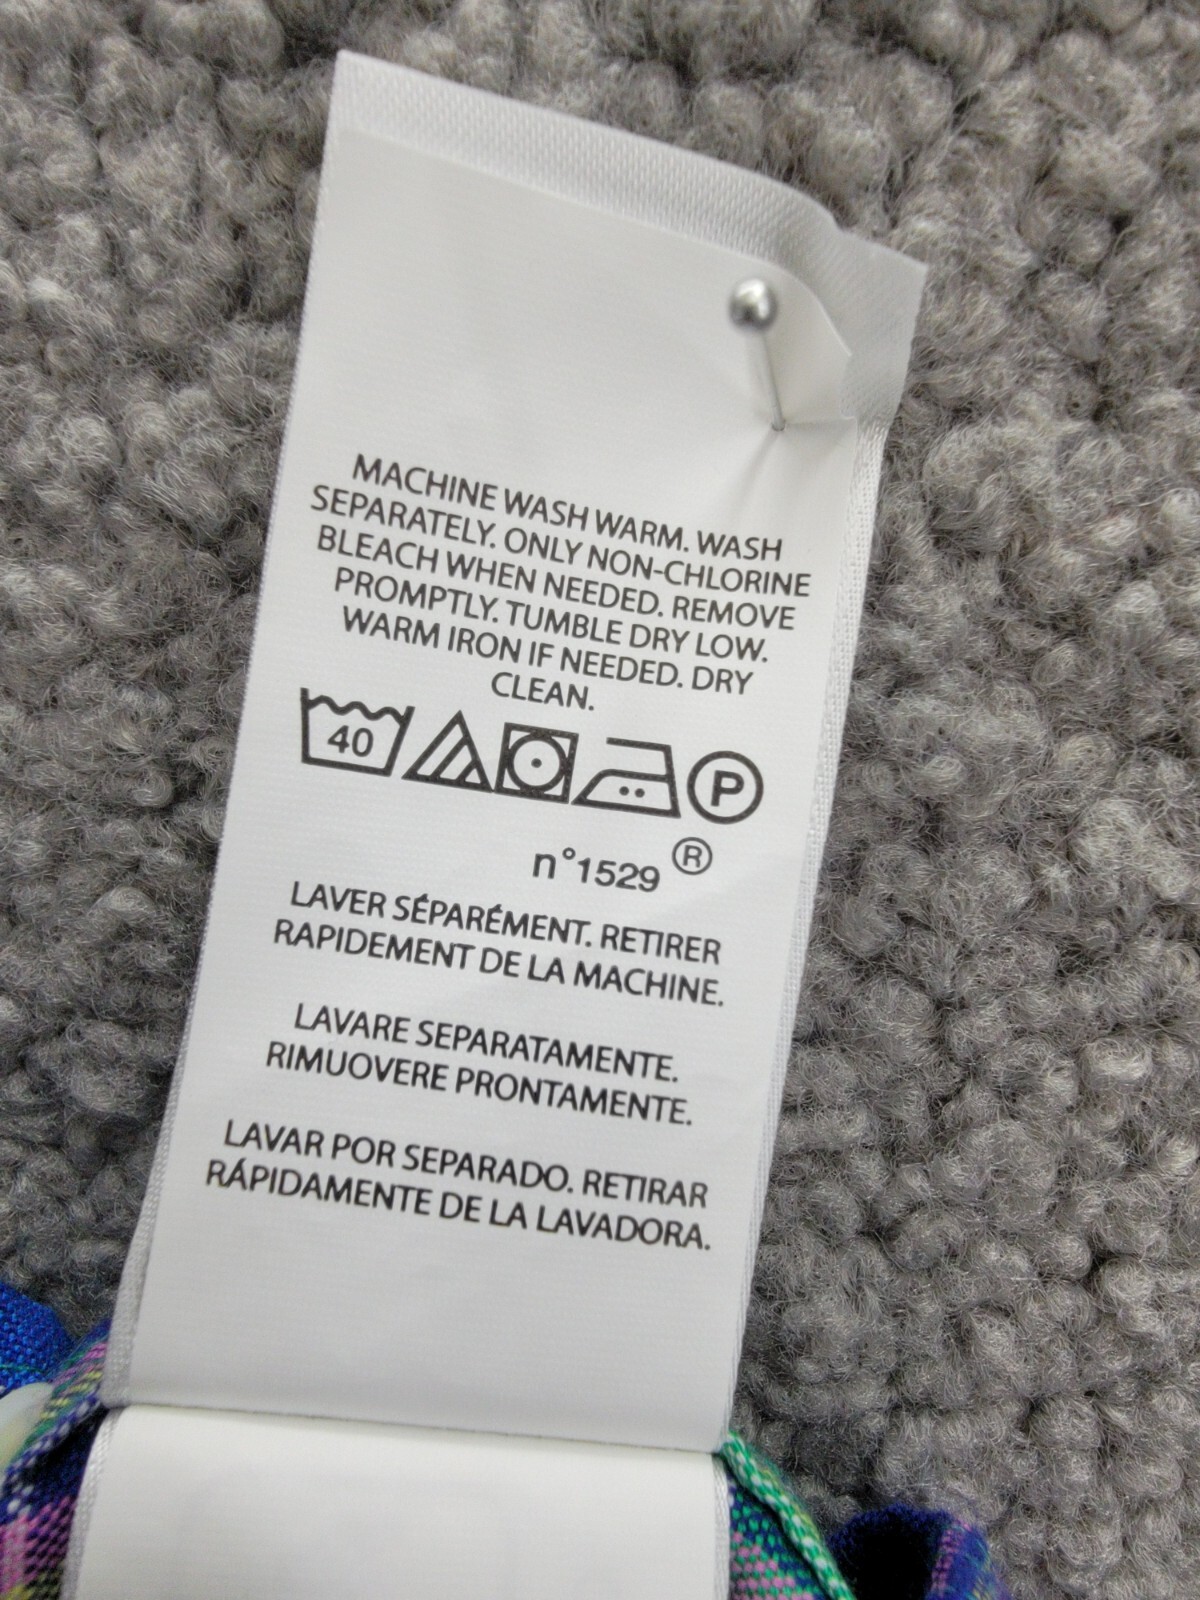 MACHINE WASH WARM. WASH
SEPARATELY. ONLY NON-CHLORINE
BLEACH WHEN NEEDED. REMOVE
PROMPTLY. TUMBLE DRY LOW.
WARM IRON IF NEEDED. DRY
CLEAN.
40 P
n°1529 ®
LAVER SÉPARÉMENT. RETIRER
RAPIDEMENT DE LA MACHINE.
LAVARE SEPARATAMENTE.
RIMUOVERE PRONTAMENTE.
LAVAR POR SEPARADO. RETIRAR
RÁPIDAMENTE DE LA LAVADORA.